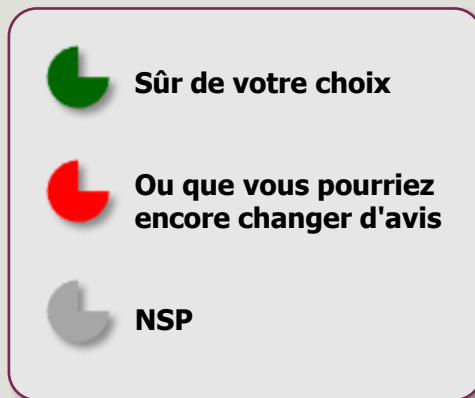 Sûr de votre choix
Ou que vous pourriez
encore changer d'avis
NSP